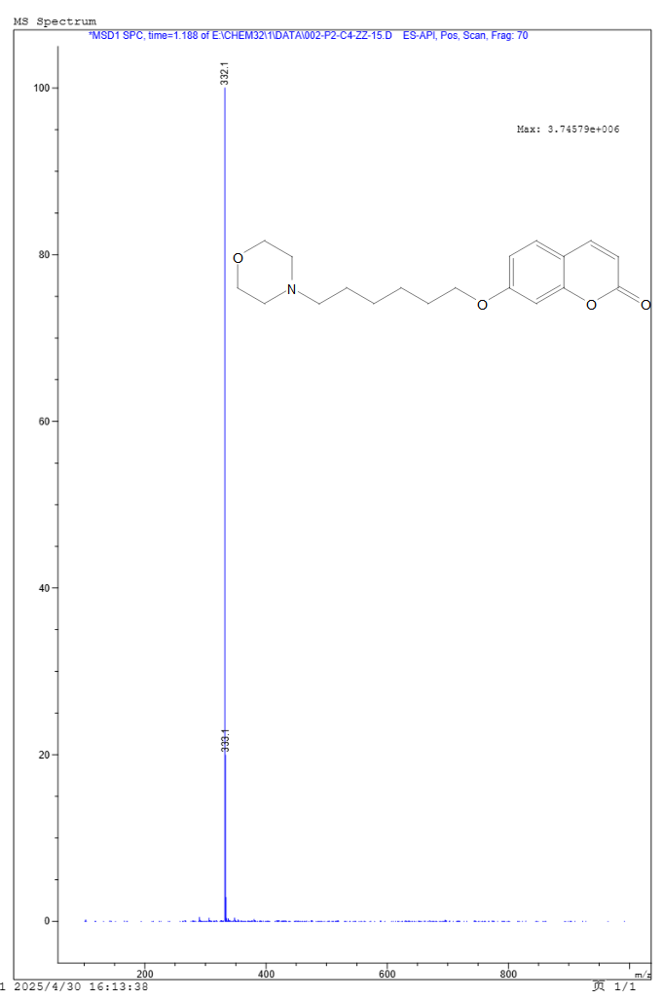 MS Spectrum
*MSD1 SPC, time=1.188 of E:\CHEM32\1\DATA\002-P2-C4-ZZ-15.D    ES-API, Pos, Scan, Frag: 70
332.1
100
Max: 3.74579e+006
80
O
N
O
O
O
60
40
333.1
20
0
200
400
600
800
m/z
1 2025/4/30 16:13:38
页 1/1